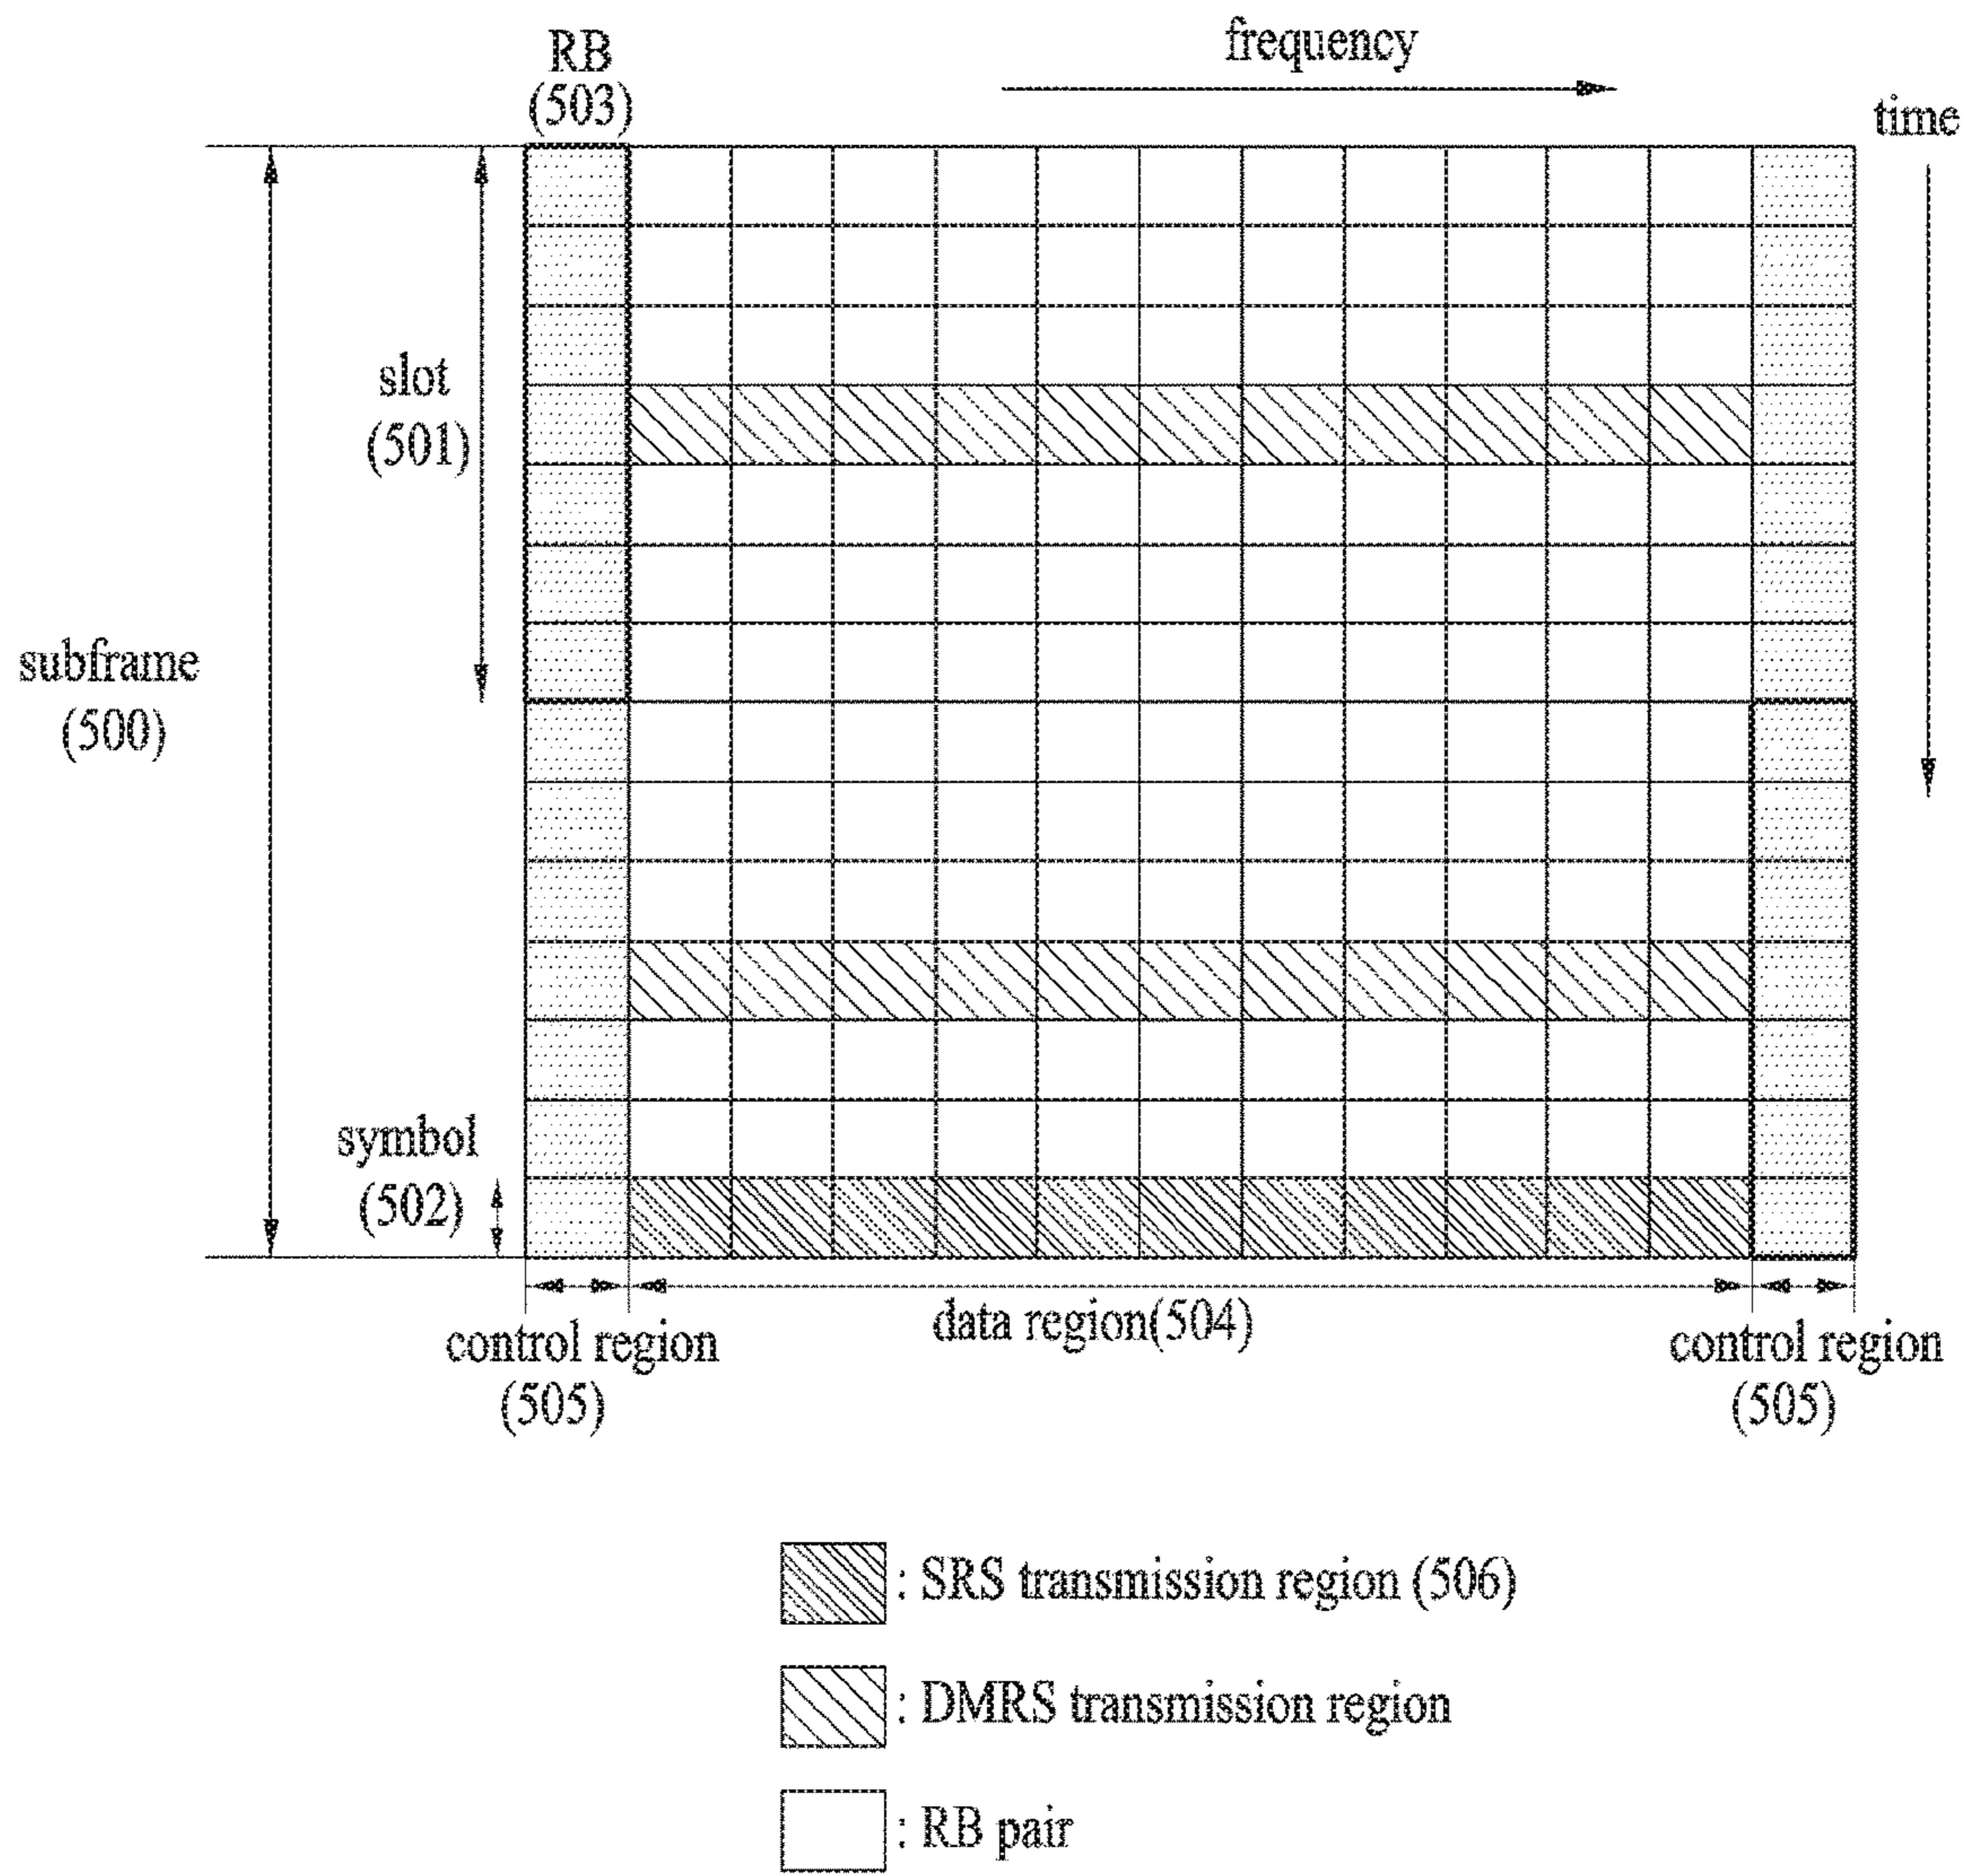 RB
(503)
frequency
time
slot
(501)
subframe
(500)
symbol
(502)
data region(504)
control region
(505)
control region
(505)
: SRS transmission region (506)
: DMRS transmission region
: RB pair